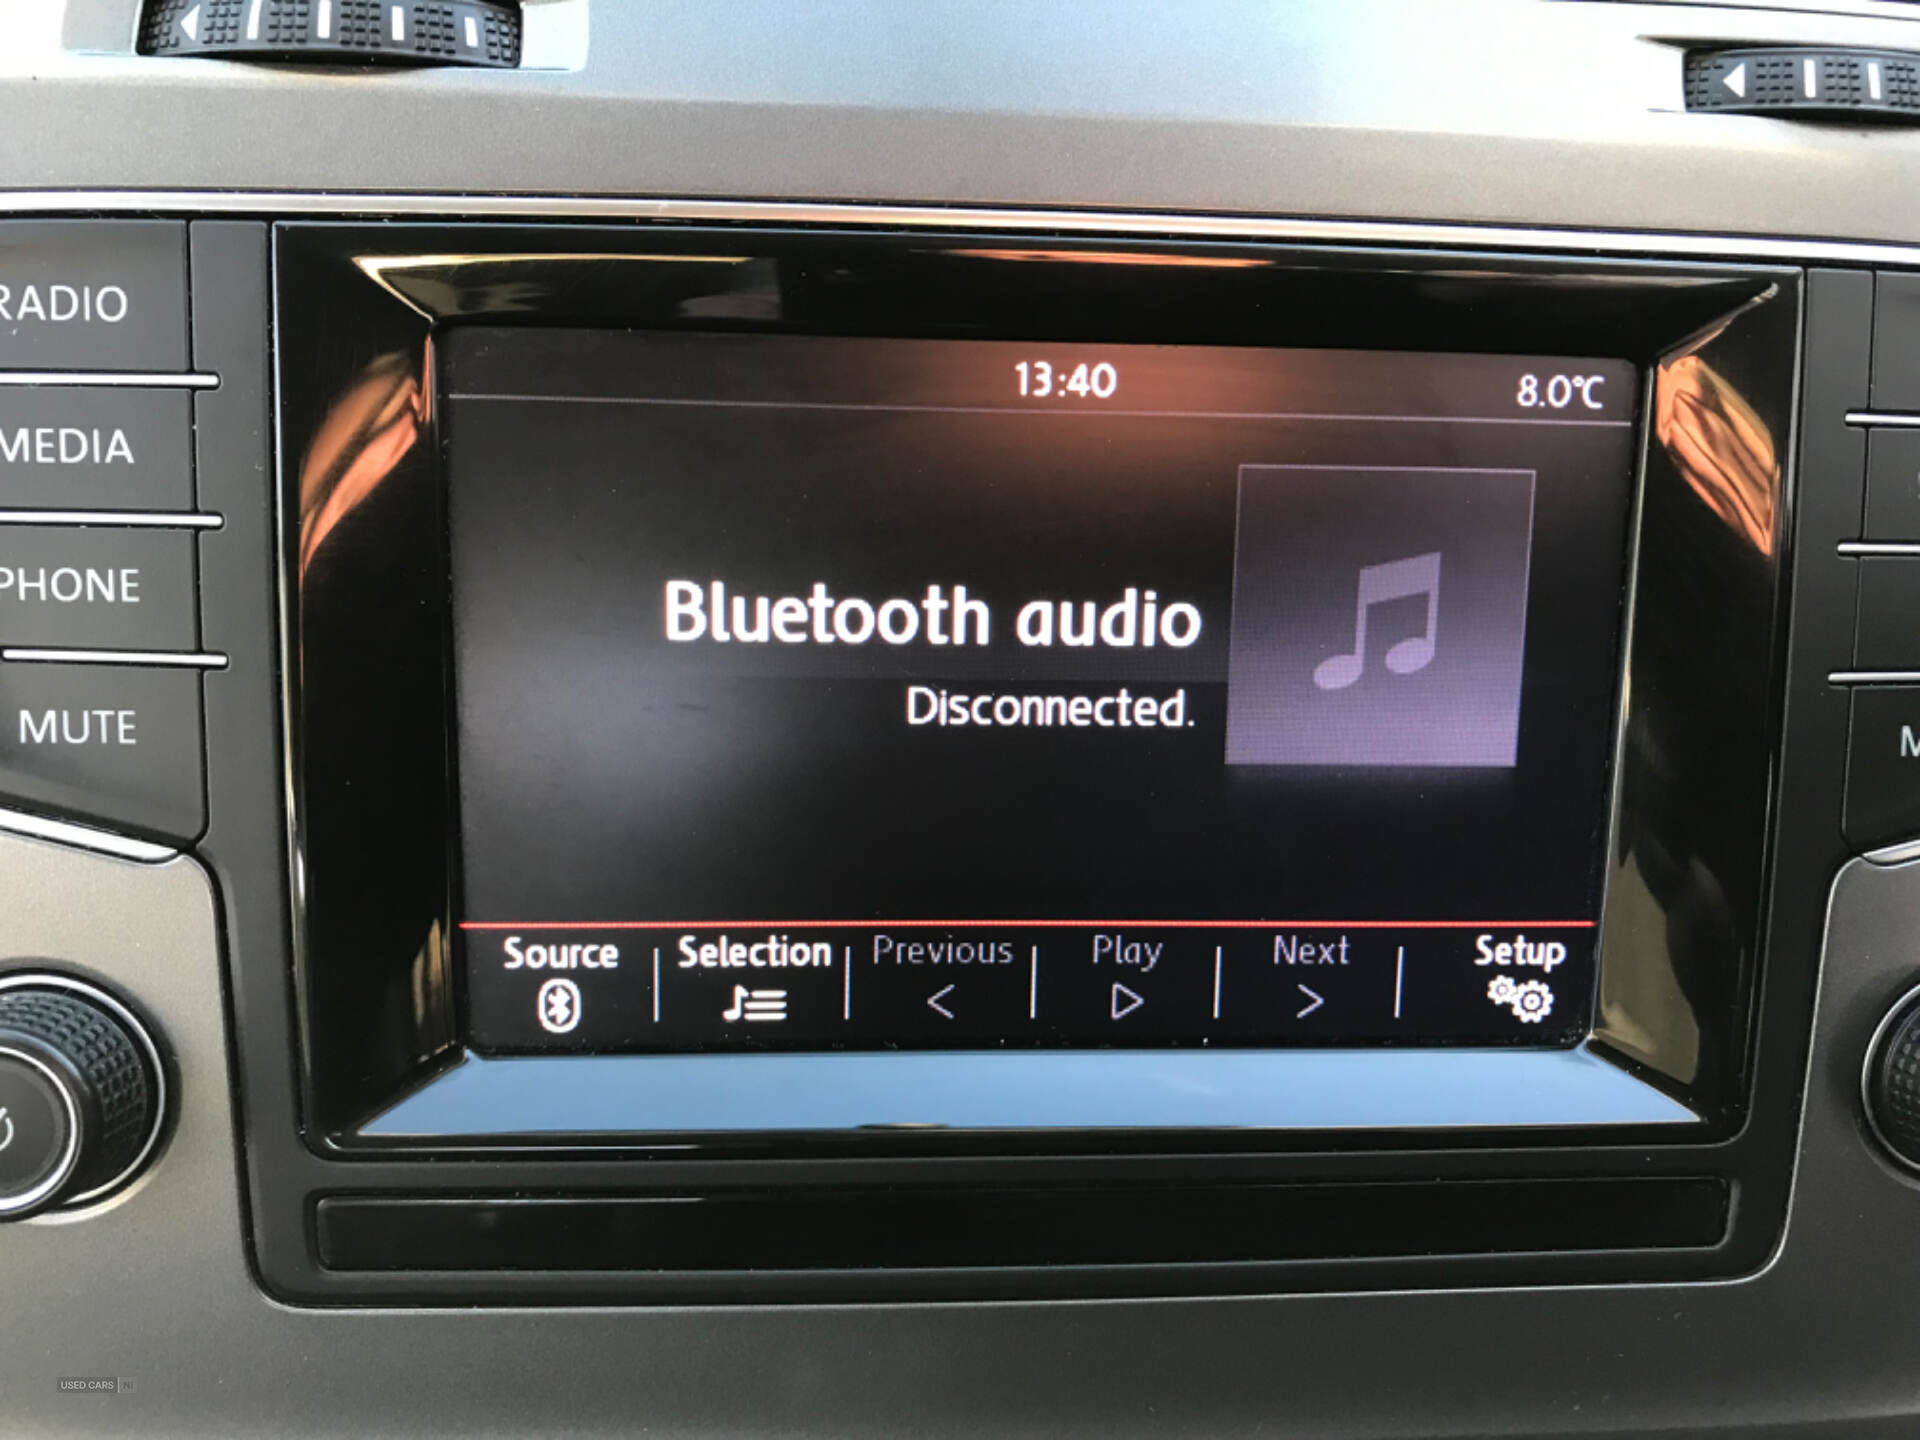 RADIO
MEDIA
PHONE
MUTE
13:40
8.0°C
Bluetooth audio
Disconnected.
Source
Selection
Previous
Play
Next
Setup
USED CARS NI